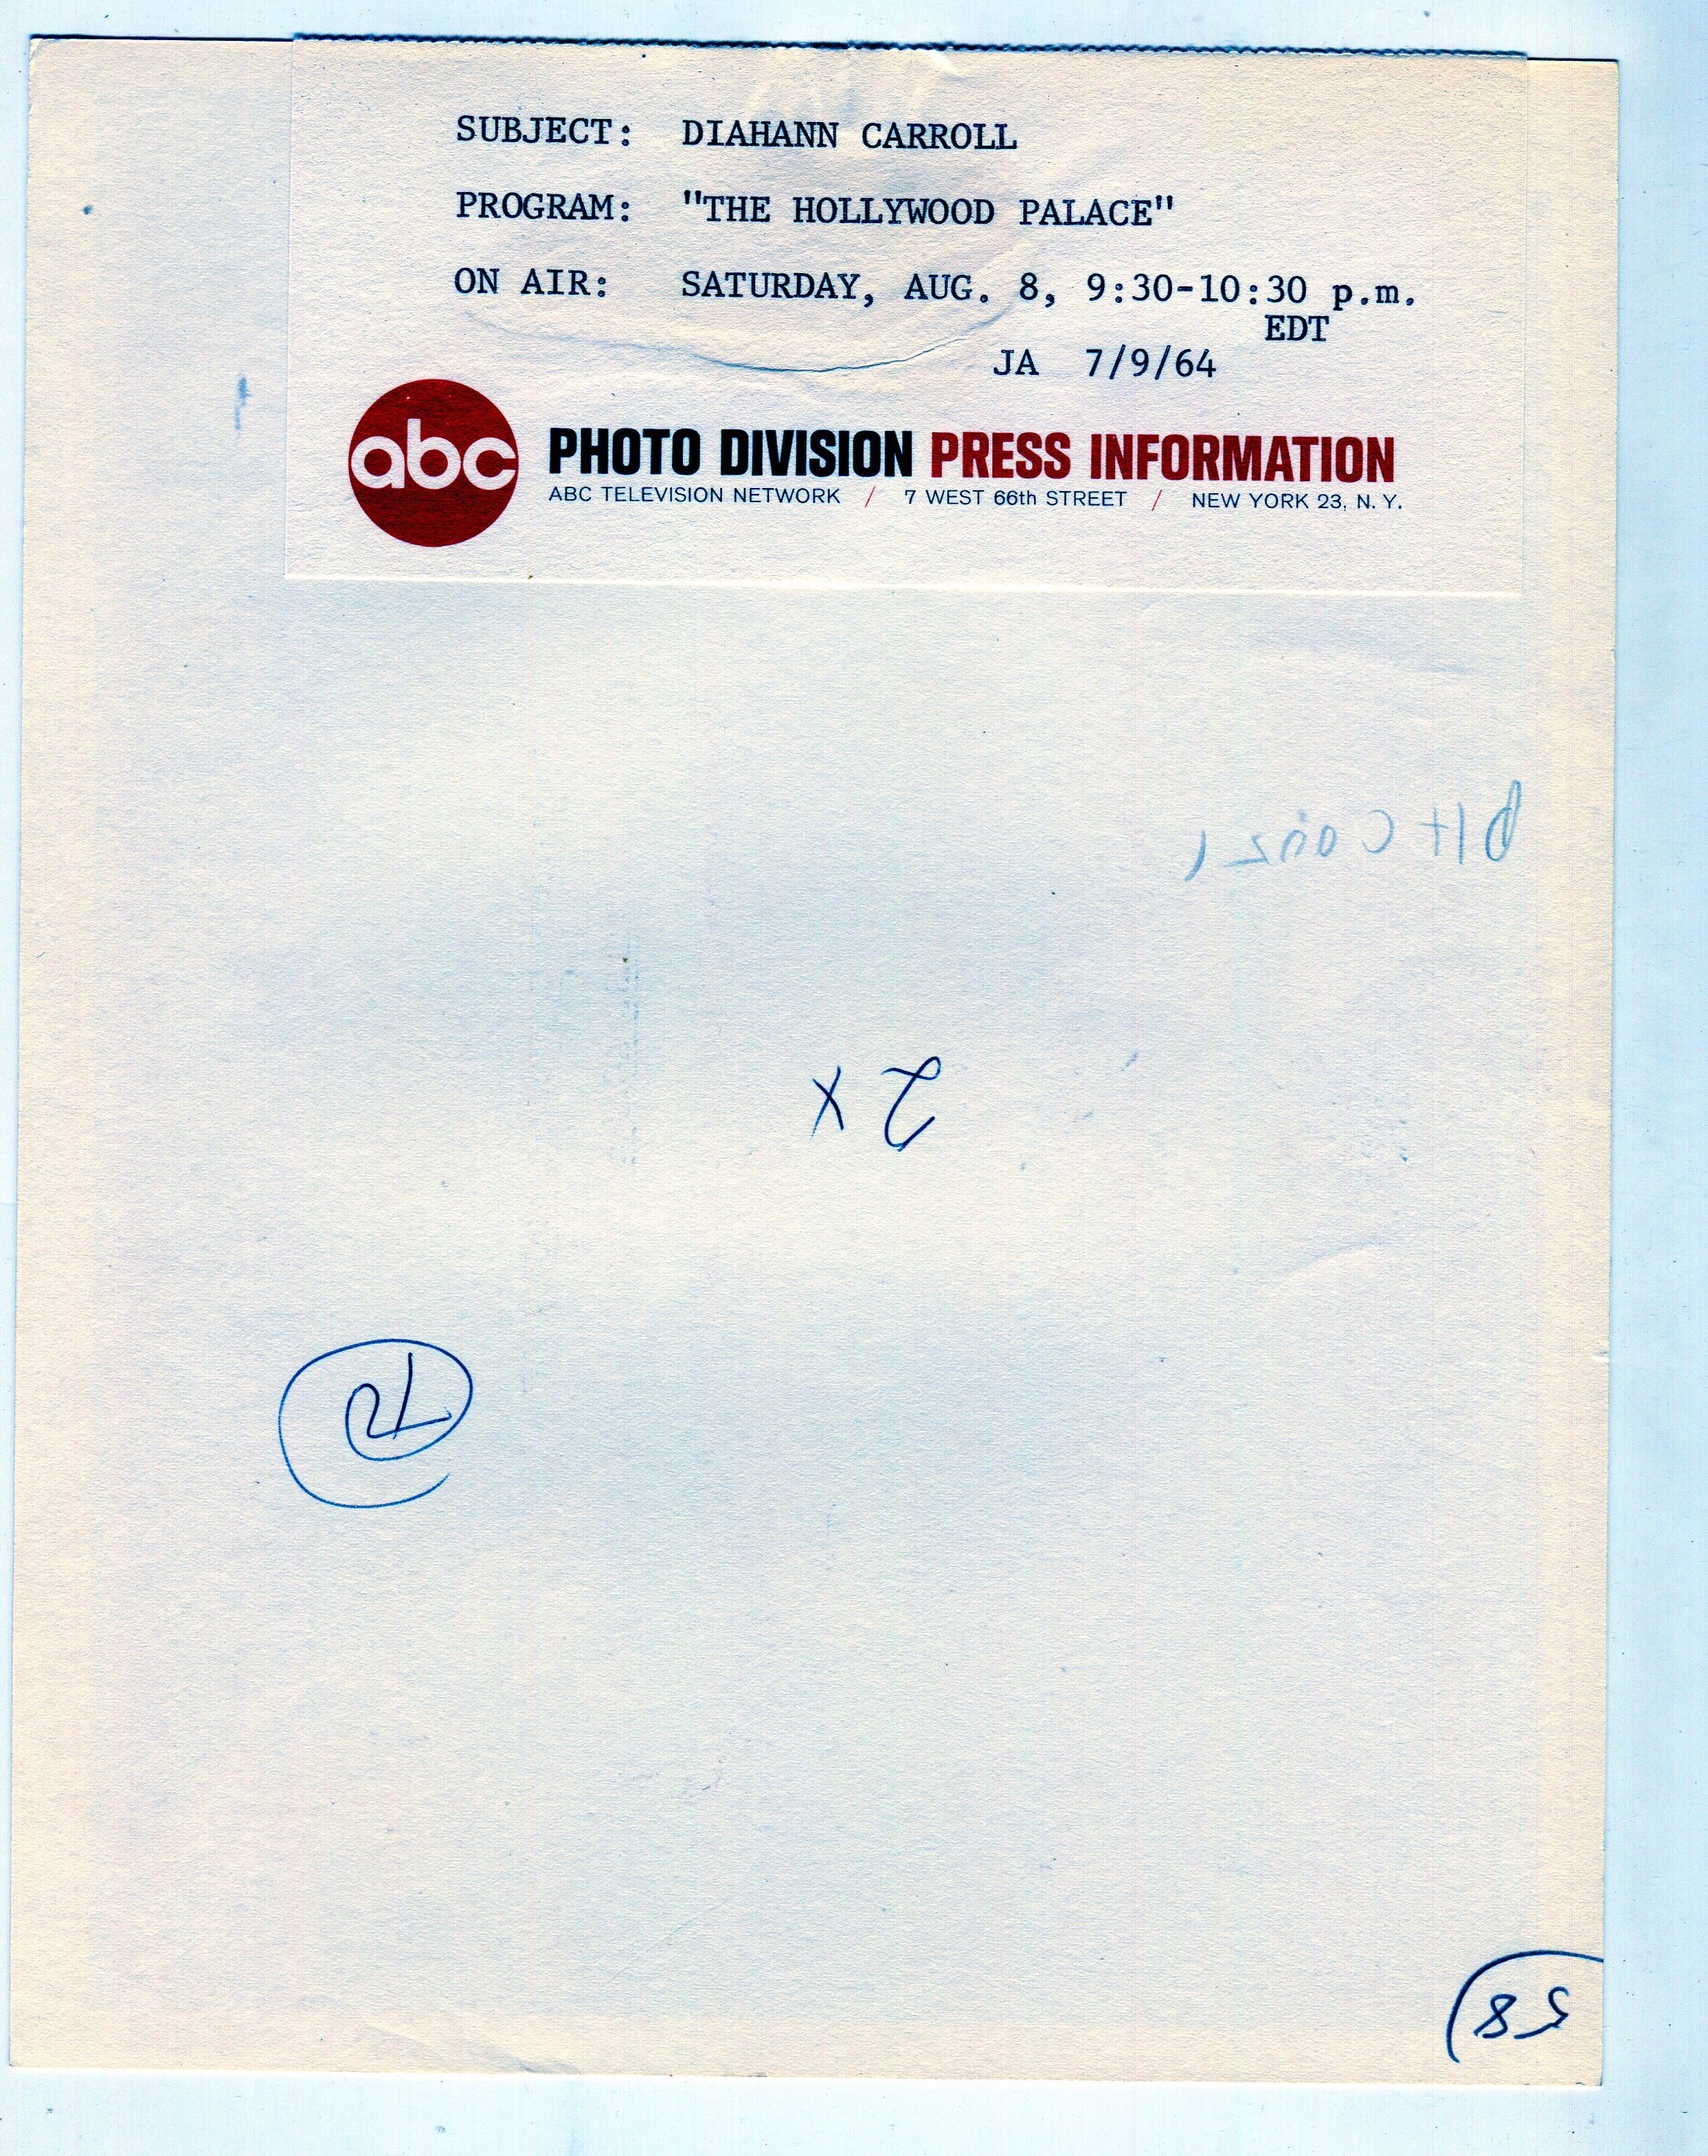 SUBJECT: DIAHANN CARROLL
PROGRAM: "THE HOLLYWOOD PALACE"
ON AIR: SATURDAY, AUG. 8, 9:30-10:30 p.m.
EDT
JA 7/9/64
abc PHOTO DIVISION PRESS INFORMATION
ABC TELEVISION NETWORK / 7 WEST 66th STREET / NEW YORK 23, N. Y.
2 X